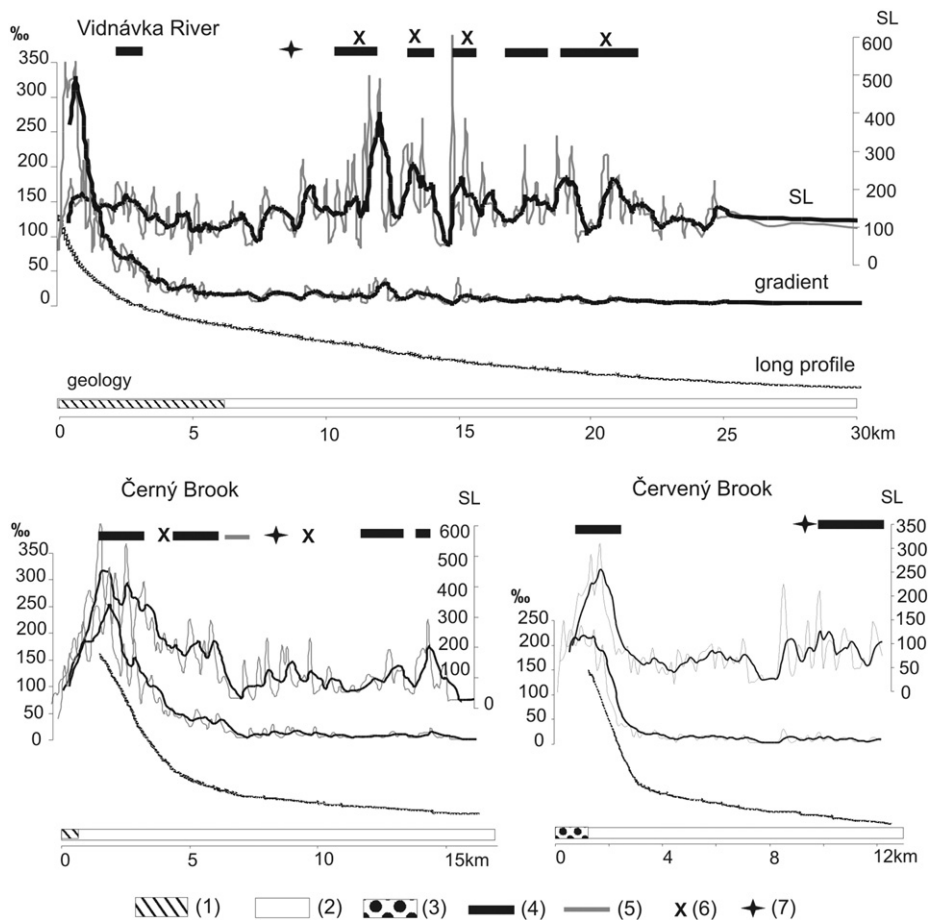 Vidnávka River
‰
SL
X X X X
350
300
250
200
150
100
50
0
600
500
400
300
200
100
0
SL
gradient
long profile
geology
0 5 10 15 20 25 30km
Černý Brook
‰
SL
X X
350
300
250
200
150
100
50
0
600
500
400
300
200
100
0
0 5 10 15km
Červený Brook
‰
SL
250
200
150
100
50
0
350
300
250
200
150
100
50
0
0 4 8 12km
(1) (2) (3) (4) (5) X (6) (7)